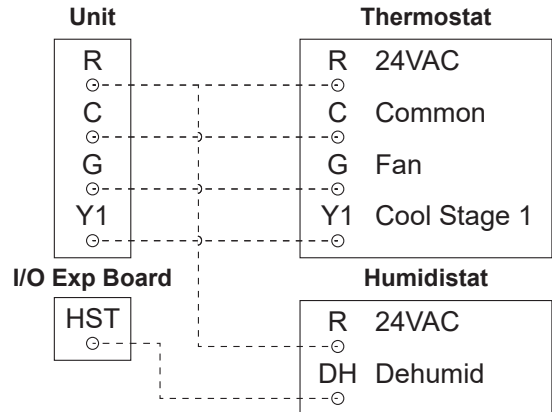 Unit
Thermostat
R
R 24VAC
C
C Common
G
G Fan
Y1
Y1 Cool Stage 1
I/O Exp Board
Humidistat
HST
R 24VAC
DH Dehumid